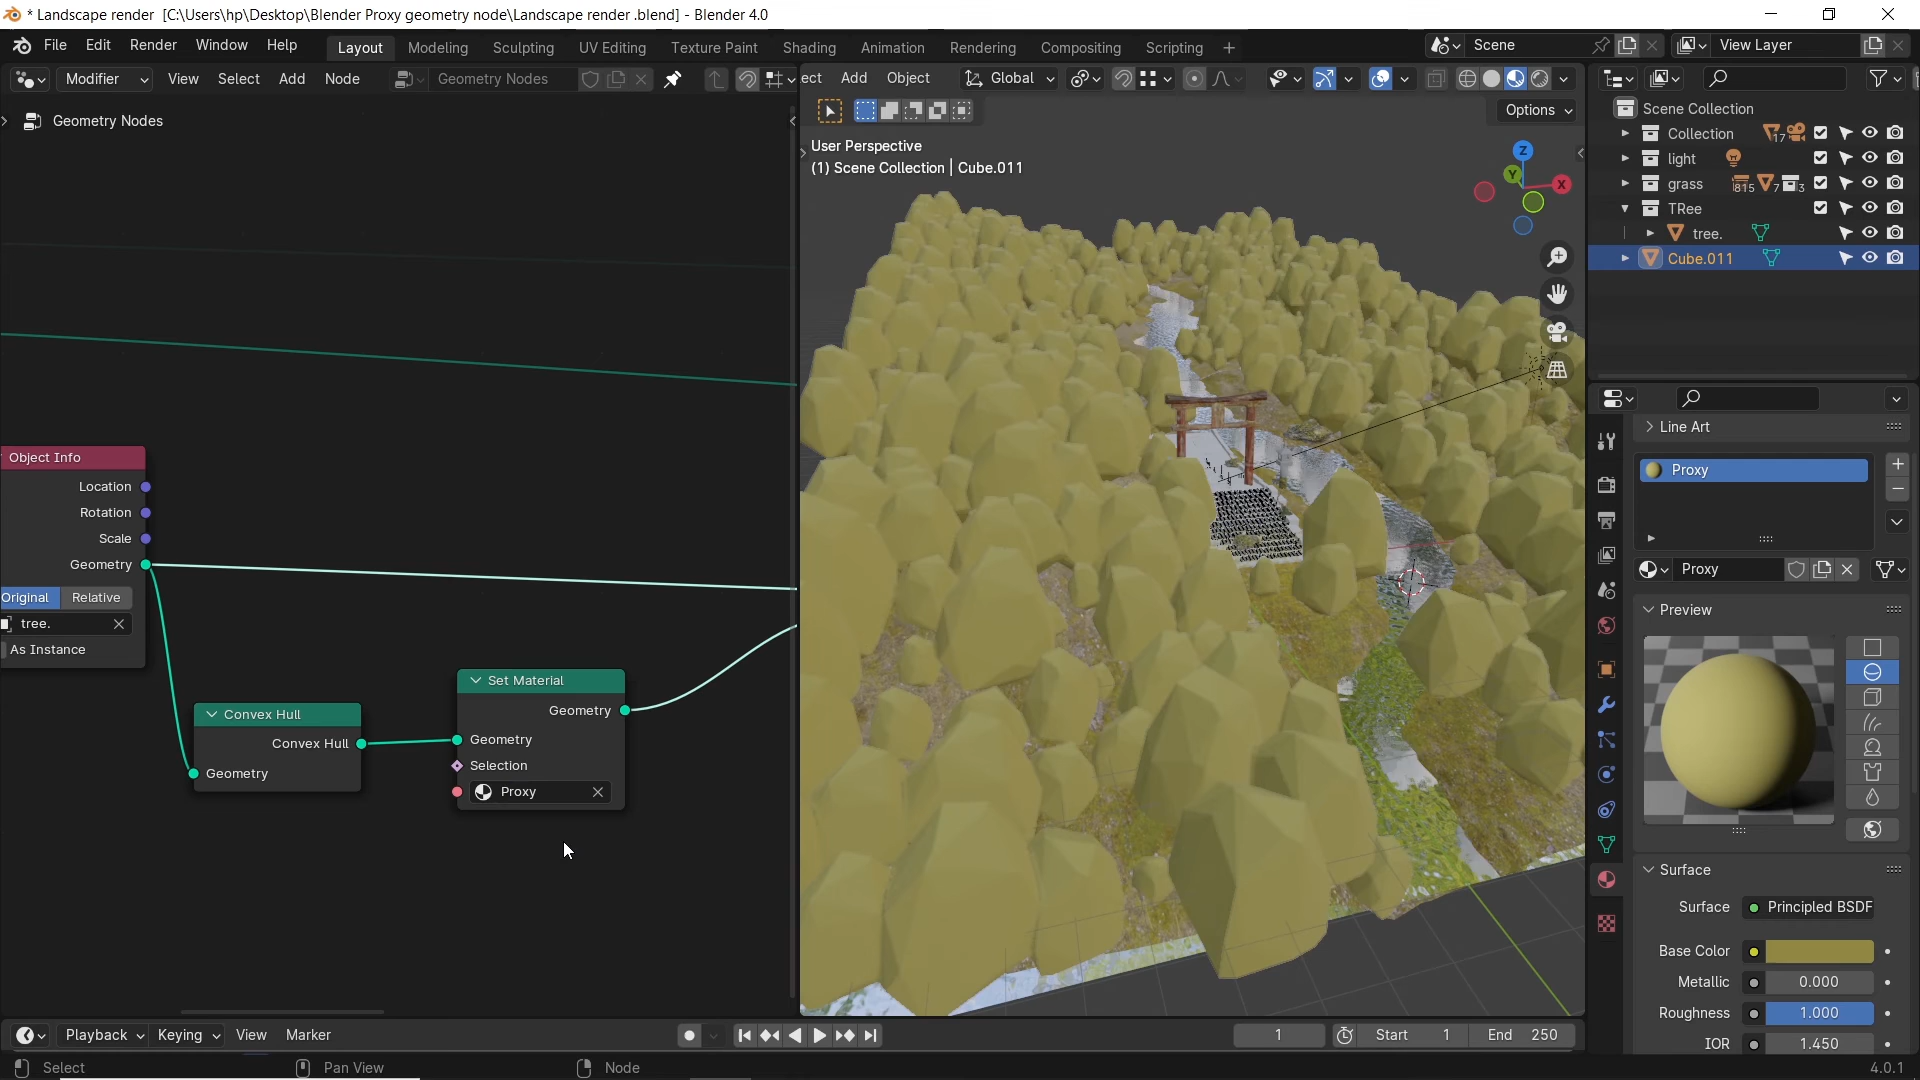 * Landscape render [C:\Users\hp\Desktop\Blender Proxy geometry node\Landscape render .blend] - Blender 4.0
File Edit Render Window Help Layout Modeling Sculpting UV Editing Texture Paint Shading Animation Rendering Compositing Scripting + Scene View Layer
Modifier View Select Add Node Geometry Nodes
ect Add Object Global
Options
Geometry Nodes
User Perspective
(1) Scene Collection | Cube.011
Z
Y
X
Scene Collection
Collection 17
light
grass 815 7 3
TRee
tree.
Cube.011
Object Info
Location
Rotation
Scale
Geometry
Original Relative
tree.
As Instance
Convex Hull
Convex Hull
Geometry
Set Material
Geometry
Geometry
Selection
Proxy
Line Art
Proxy
Proxy
Preview
Surface
Surface Principled BSDF
Base Color
Metallic 0.000
Roughness 1.000
IOR 1.450
Playback Keying View Marker 1 Start 1 End 250
Select Pan View Node 4.0.1